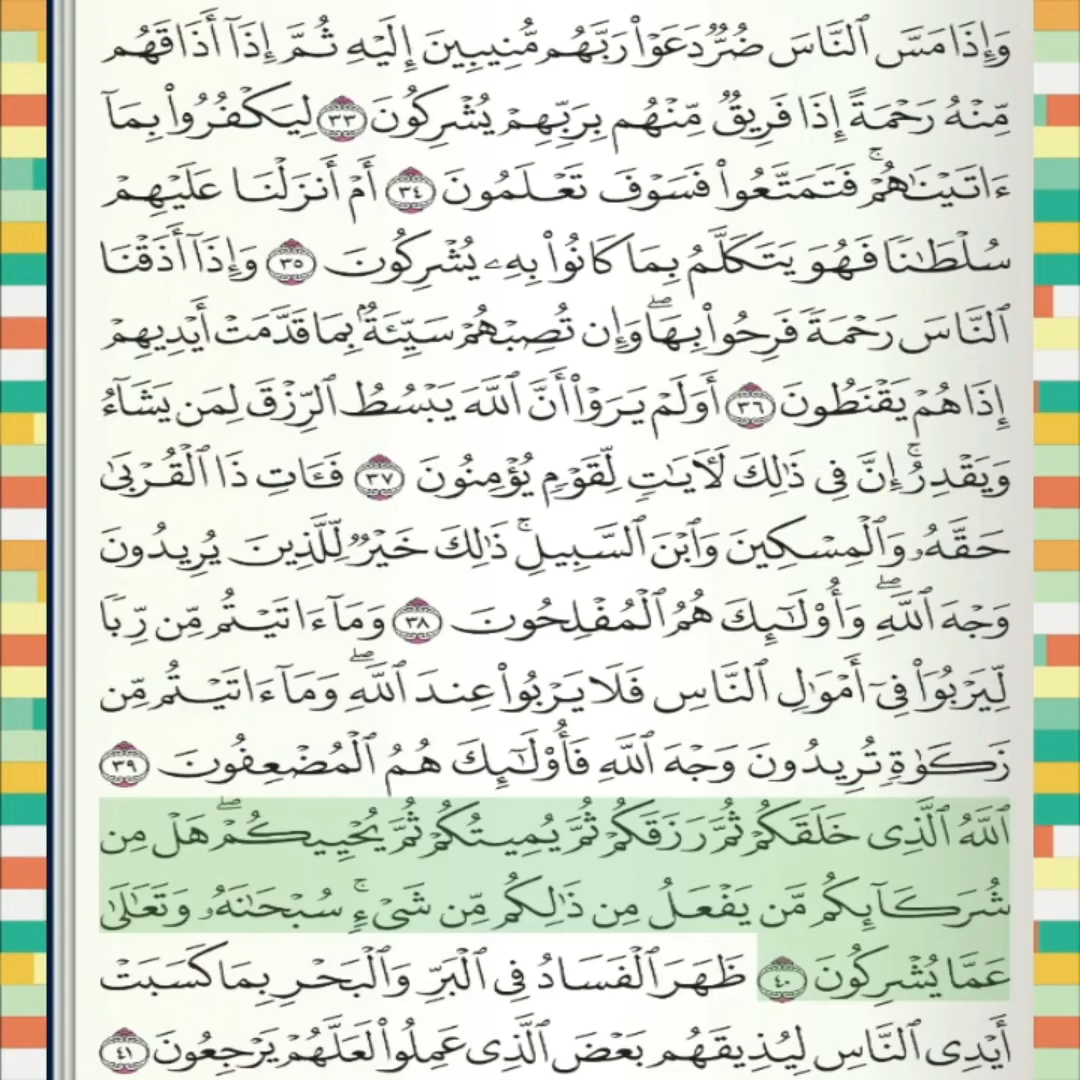 وَإِذَا مَسَّ ٱلنَّاسَ ضُرٌّ دَعَوْا۟ رَبَّهُم مُّنِيبِينَ إِلَيْهِ ثُمَّ إِذَآ أَذَاقَهُم
مِّنْهُ رَحْمَةً إِذَا فَرِيقٌ مِّنْهُم بِرَبِّهِمْ يُشْرِكُونَ ٣٣ لِيَكْفُرُوا۟ بِمَآ
ءَاتَيْنَٰهُمْ ۚ فَتَمَتَّعُوا۟ فَسَوْفَ تَعْلَمُونَ ٣٤ أَمْ أَنزَلْنَا عَلَيْهِمْ
سُلْطَٰنًا فَهُوَ يَتَكَلَّمُ بِمَا كَانُوا۟ بِهِۦ يُشْرِكُونَ ٣٥ وَإِذَآ أَذَقْنَا
ٱلنَّاسَ رَحْمَةً فَرِحُوا۟ بِهَا ۖ وَإِن تُصِبْهُمْ سَيِّئَةٌۢ بِمَا قَدَّمَتْ أَيْدِيهِمْ
إِذَا هُمْ يَقْنَطُونَ ٣٦ أَوَلَمْ يَرَوْا۟ أَنَّ ٱللَّهَ يَبْسُطُ ٱلرِّزْقَ لِمَن يَشَآءُ
وَيَقْدِرُ ۚ إِنَّ فِى ذَٰلِكَ لَءَايَٰتٍ لِّقَوْمٍ يُؤْمِنُونَ ٣٧ فَـَٔاتِ ذَا ٱلْقُرْبَىٰ
حَقَّهُۥ وَٱلْمِسْكِينَ وَٱبْنَ ٱلسَّبِيلِ ۚ ذَٰلِكَ خَيْرٌ لِّلَّذِينَ يُرِيدُونَ
وَجْهَ ٱللَّهِ ۖ وَأُو۟لَٰٓئِكَ هُمُ ٱلْمُفْلِحُونَ ٣٨ وَمَآ ءَاتَيْتُم مِّن رِّبًا
لِّيَرْبُوَا۟ فِىٓ أَمْوَٰلِ ٱلنَّاسِ فَلَا يَرْبُوا۟ عِندَ ٱللَّهِ ۖ وَمَآ ءَاتَيْتُم مِّن
زَكَوٰةٍ تُرِيدُونَ وَجْهَ ٱللَّهِ فَأُو۟لَٰٓئِكَ هُمُ ٱلْمُضْعِفُونَ ٣٩
ٱللَّهُ ٱلَّذِى خَلَقَكُمْ ثُمَّ رَزَقَكُمْ ثُمَّ يُمِيتُكُمْ ثُمَّ يُحْيِيكُمْ ۖ هَلْ مِن
شُرَكَآئِكُم مَّن يَفْعَلُ مِن ذَٰلِكُم مِّن شَىْءٍ ۚ سُبْحَٰنَهُۥ وَتَعَٰلَىٰ
عَمَّا يُشْرِكُونَ ٤٠ ظَهَرَ ٱلْفَسَادُ فِى ٱلْبَرِّ وَٱلْبَحْرِ بِمَا كَسَبَتْ
أَيْدِى ٱلنَّاسِ لِيُذِيقَهُم بَعْضَ ٱلَّذِى عَمِلُوا۟ لَعَلَّهُمْ يَرْجِعُونَ ٤١